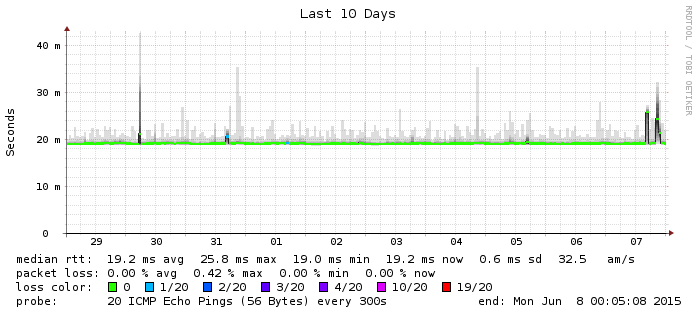 Last 10 Days
RRDTOOL / TOBI OETIKER
Seconds
40 m
30 m
20 m
10 m
0
29 30 31 01 02 03 04 05 06 07
median rtt: 19.2 ms avg 25.8 ms max 19.0 ms min 19.2 ms now 0.6 ms sd 32.5 am/s
packet loss: 0.00 % avg 0.42 % max 0.00 % min 0.00 % now
loss color: 0 1/20 2/20 3/20 4/20 10/20 19/20
probe: 20 ICMP Echo Pings (56 Bytes) every 300s end: Mon Jun 8 00:05:08 2015